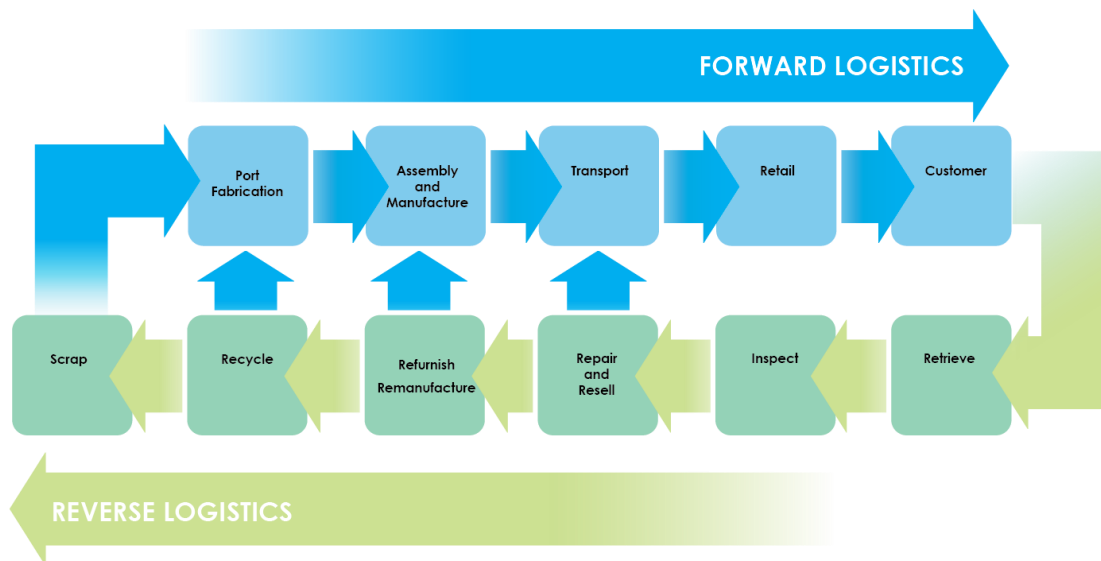 FORWARD LOGISTICS
Port
Fabrication
Assembly
and
Manufacture
Transport
Retail
Customer
Scrap
Recycle
Refurnish
Remanufacture
Repair
and
Resell
Inspect
Retrieve
REVERSE LOGISTICS